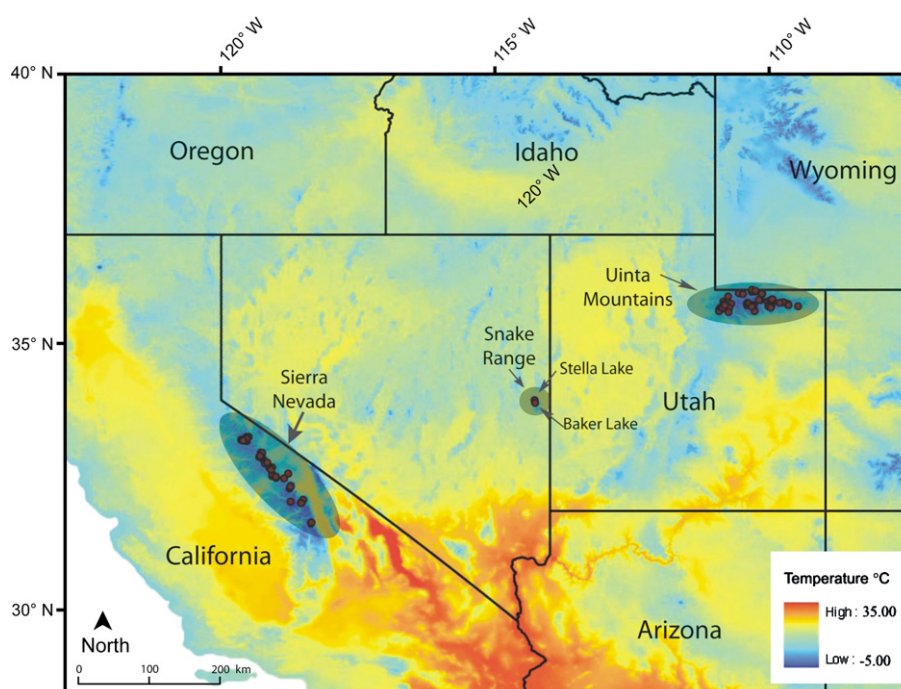 120° W
115° W
110° W
40° N
Oregon
Idaho
Wyoming
120° W
Uinta
Mountains
35° N
Snake
Range
Stella Lake
Sierra
Nevada
Utah
Baker Lake
California
Temperature °C
High : 35.00
30° N
Arizona
North
Low : -5.00
0 100 200 km